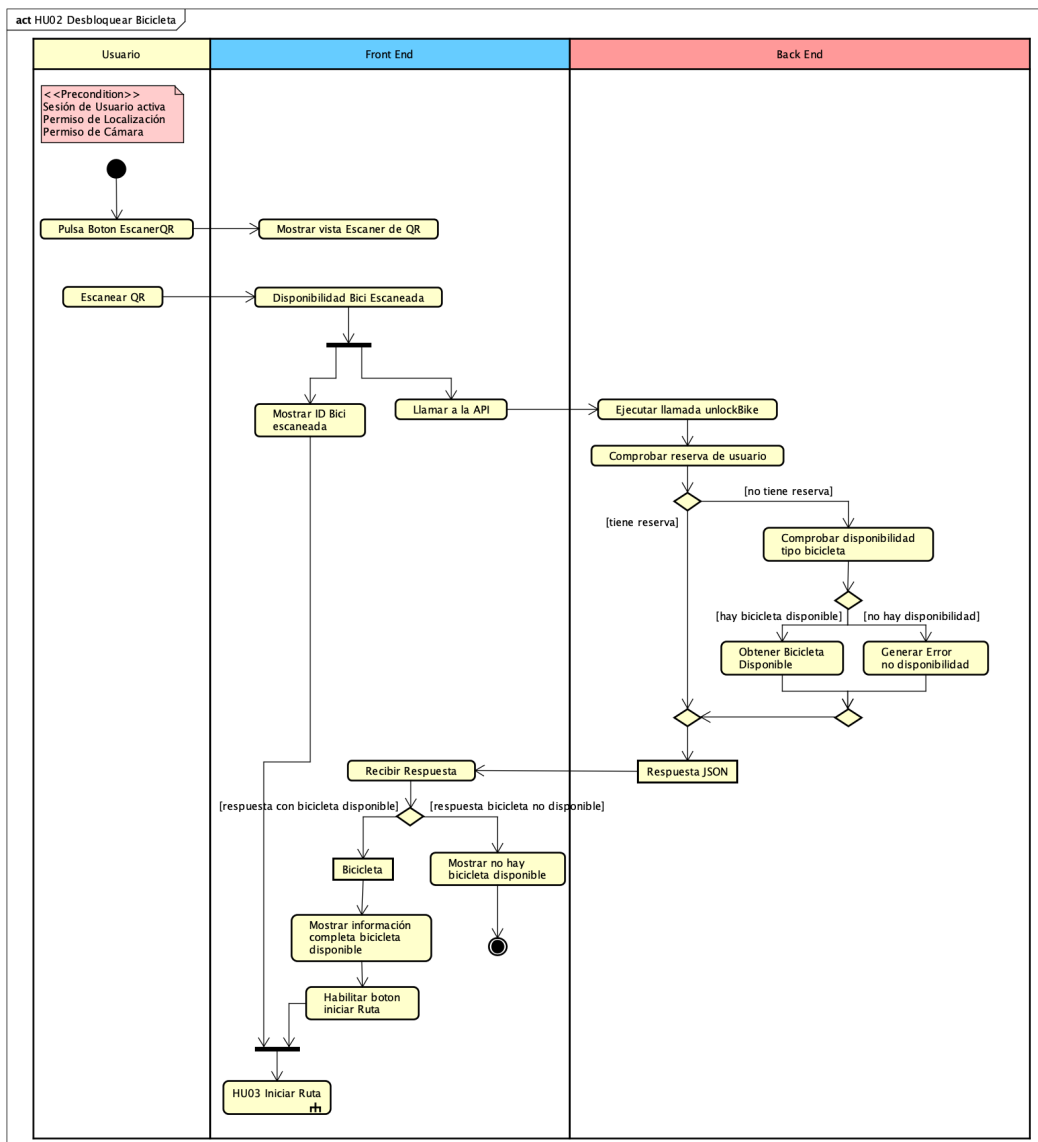 act HU02 Desbloquear Bicicleta
Usuario
Front End
Back End
<<Precondition>>
Sesión de Usuario activa
Permiso de Localización
Permiso de Cámara
Pulsa Boton EscanerQR
Mostrar vista Escaner de QR
Escanear QR
Disponibilidad Bici Escaneada
Mostrar ID Bici
escaneada
Llamar a la API
Ejecutar llamada unlockBike
Comprobar reserva de usuario
[no tiene reserva]
[tiene reserva]
Comprobar disponibilidad
tipo bicicleta
[hay bicicleta disponible]
[no hay disponibilidad]
Obtener Bicicleta
Disponible
Generar Error
no disponibilidad
Recibir Respuesta
Respuesta JSON
[respuesta con bicicleta disponible]
[respuesta bicicleta no disponible]
Bicicleta
Mostrar no hay
bicicleta disponible
Mostrar información
completa bicicleta
disponible
Habilitar boton
iniciar Ruta
HU03 Iniciar Ruta